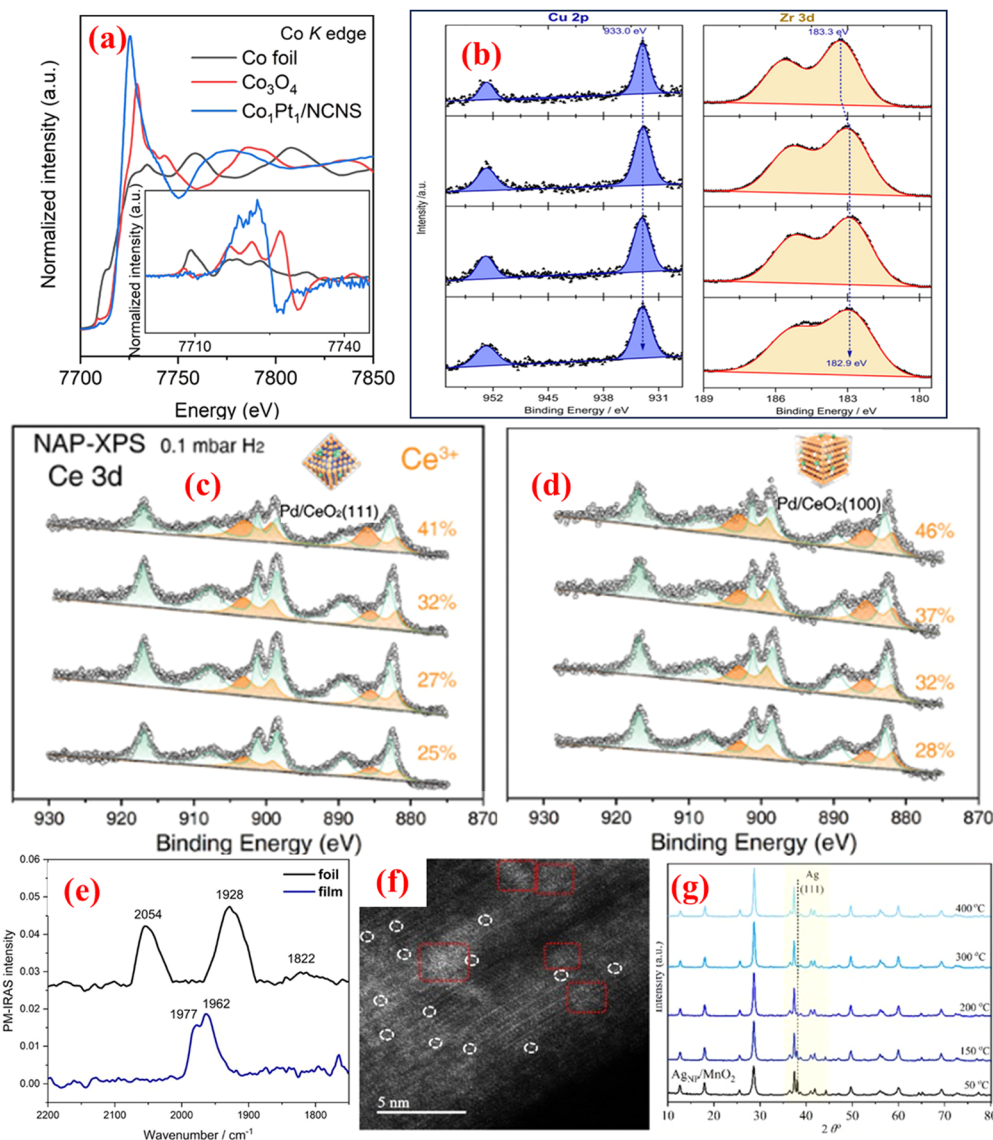 (a)
Co K edge
Co foil
Co3O4
Co1Pt1/NCNS
Normalized intensity (a.u.)
Normalized intensity (a.u.)
7710 7740
7700 7750 7800 7850
Energy (eV)
(b)
Cu 2p Zr 3d
933.0 eV 183.3 eV
Intensity /a.u.
182.9 eV
952 945 938 931
189 186 183 180
Binding Energy / eV Binding Energy / eV
NAP-XPS 0.1 mbar H2
Ce 3d
(c)
Ce3+
Pd/CeO2(111)
41%
32%
27%
25%
930 920 910 900 890 880 870
Binding Energy (eV)
(d)
Pd/CeO2(100)
46%
37%
32%
28%
930 920 910 900 890 880 870
Binding Energy (eV)
(e)
foil
film
2054
1928
1822
1977
1962
PM-IRAS intensity
0.06
0.05
0.04
0.03
0.02
0.01
0.00
2200 2100 2000 1900 1800
Wavenumber / cm-1
(f)
5 nm
(g)
Ag
(111)
400 °C
300 °C
200 °C
150 °C
50 °C
AgNP/MnO2
Intensity (a.u.)
10 20 30 40 50 60 70 80
2 θ°